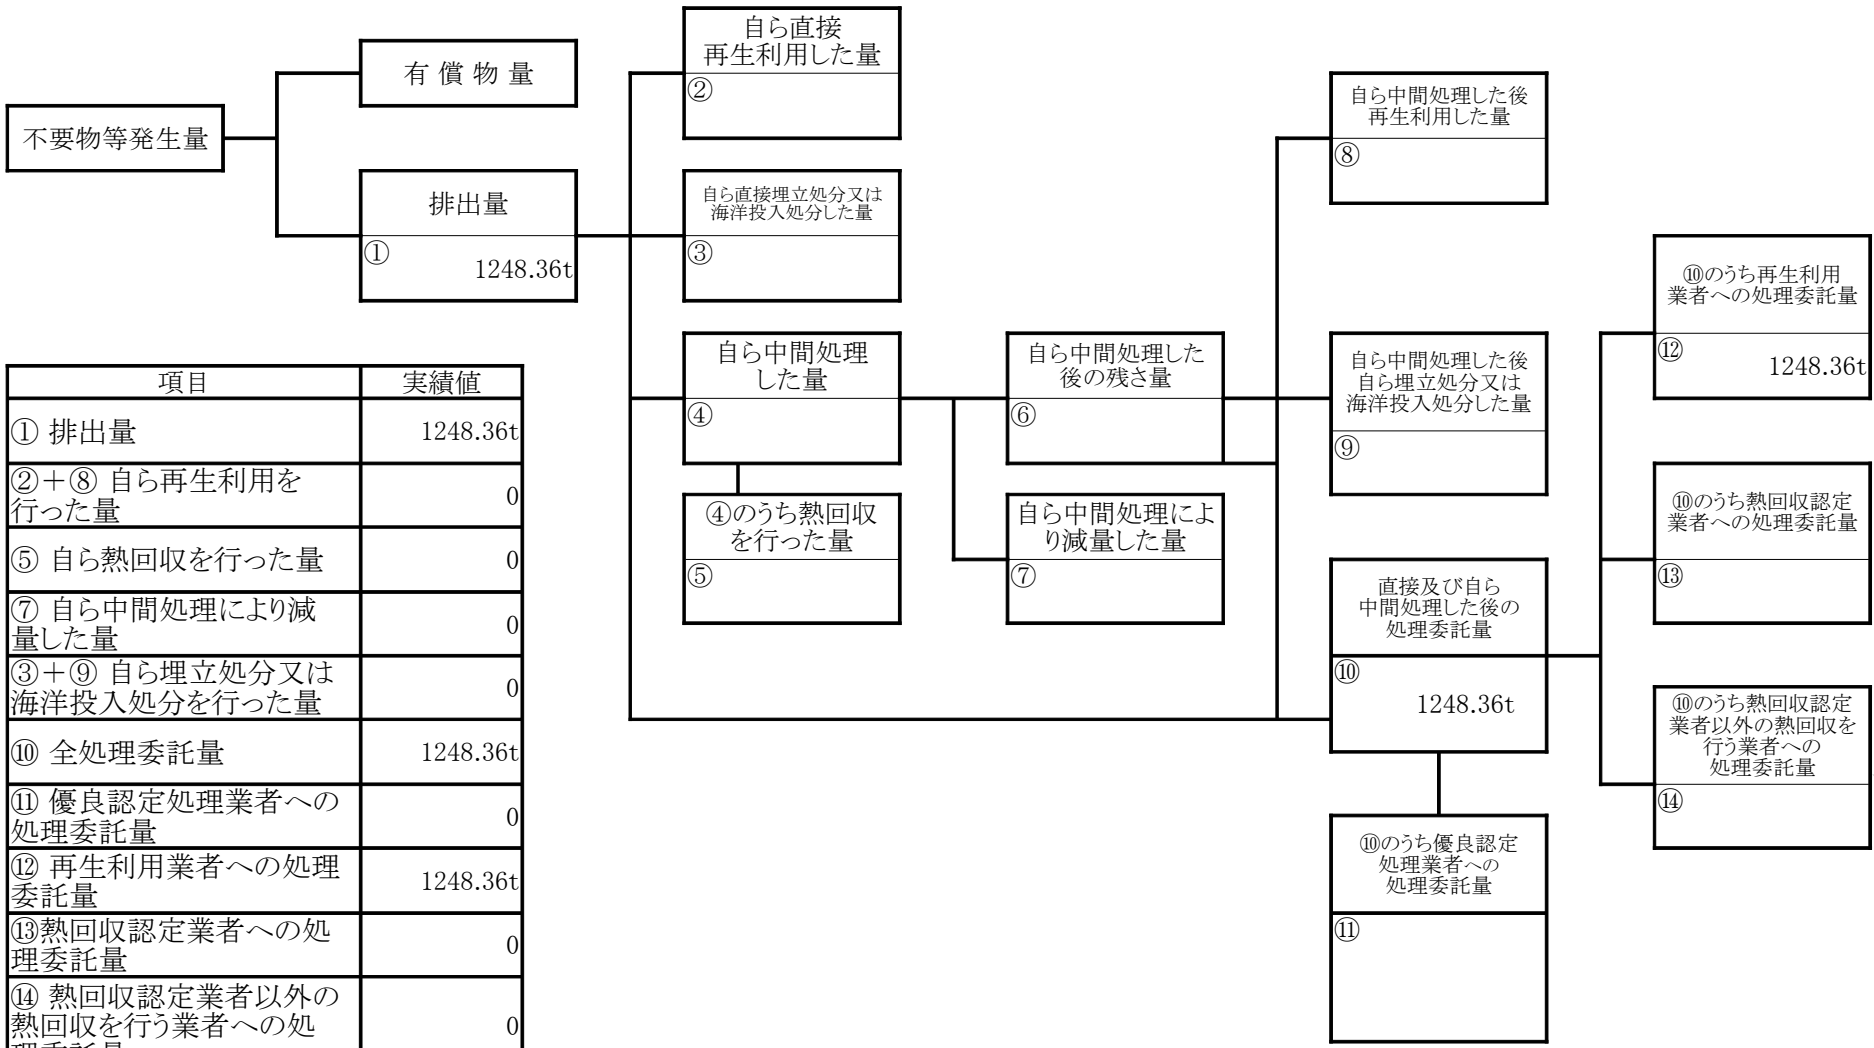 不要物等発生量
有 償 物 量
排出量
①
1248.36t
自ら直接
再生利用した量
②
自ら直接埋立処分又は
海洋投入処分した量
③
自ら中間処理
した量
④
④のうち熱回収
を行った量
⑤
自ら中間処理した
後の残さ量
⑥
自ら中間処理によ
り減量した量
⑦
自ら中間処理した後
再生利用した量
⑧
自ら中間処理した後
自ら埋立処分又は
海洋投入処分した量
⑨
直接及び自ら
中間処理した後の
処理委託量
⑩
1248.36t
⑩のうち優良認定
処理業者への
処理委託量
⑪
⑩のうち再生利用
業者への処理委託量
⑫
1248.36t
⑩のうち熱回収認定
業者への処理委託量
⑬
⑩のうち熱回収認定
業者以外の熱回収を
行う業者への
処理委託量
⑭
項目 実績値
① 排出量 1248.36t
②＋⑧ 自ら再生利用を
行った量 0
⑤ 自ら熱回収を行った量 0
⑦ 自ら中間処理により減
量した量 0
③＋⑨ 自ら埋立処分又は
海洋投入処分を行った量 0
⑩ 全処理委託量 1248.36t
⑪ 優良認定処理業者への
処理委託量 0
⑫ 再生利用業者への処理
委託量 1248.36t
⑬熱回収認定業者への処
理委託量 0
⑭ 熱回収認定業者以外の
熱回収を行う業者への処 0
理委託量